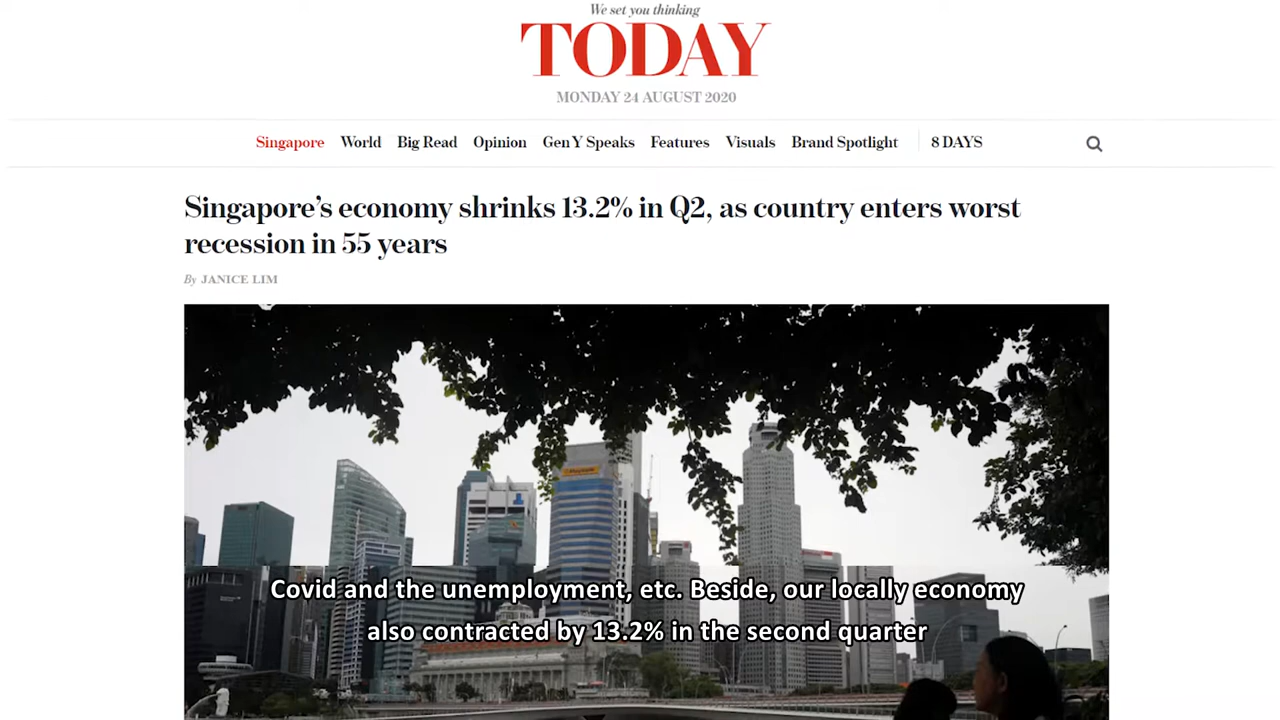 We set you thinking
TODAY
MONDAY 24 AUGUST 2020
Singapore World Big Read Opinion Gen Y Speaks Features Visuals Brand Spotlight 8 DAYS
Singapore's economy shrinks 13.2% in Q2, as country enters worst
recession in 55 years
By JANICE LIM
Covid and the unemployment, etc. Beside, our locally economy
also contracted by 13.2% in the second quarter